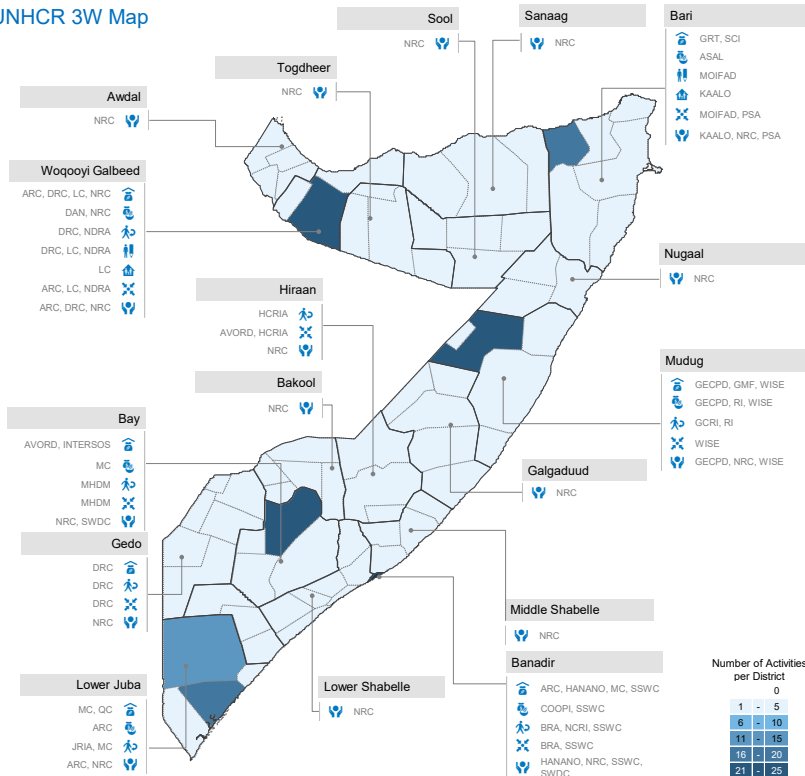 UNHCR 3W Map
Sool
NRC
Sanaag
NRC
Bari
GRT, SCI
ASAL
MOIFAD
KAALO
MOIFAD, PSA
KAALO, NRC, PSA
Togdheer
NRC
Awdal
NRC
Woqooyi Galbeed
ARC, DRC, LC, NRC
DAN, NRC
DRC, NDRA
DRC, LC, NDRA
LC
ARC, LC, NDRA
ARC, DRC, NRC
Nugaal
NRC
Hiraan
HCRIA
AVORD, HCRIA
NRC
Mudug
GECPD, GMF, WISE
GECPD, RI, WISE
GCRI, RI
WISE
GECPD, NRC, WISE
Bakool
NRC
Bay
AVORD, INTERSOS
MC
MHDM
MHDM
NRC, SWDC
Galgaduud
NRC
Gedo
DRC
DRC
DRC
NRC
Middle Shabelle
NRC
Banadir
ARC, HANANO, MC, SSWC
COOPI, SSWC
BRA, NCRI, SSWC
BRA, SSWC
HANANO, NRC, SSWC,
SWDC
Lower Juba
MC, QC
ARC
JRIA, MC
ARC, NRC
Lower Shabelle
NRC
Number of Activities
per District
0
1 - 5
6 - 10
11 - 15
16 - 20
21 - 25